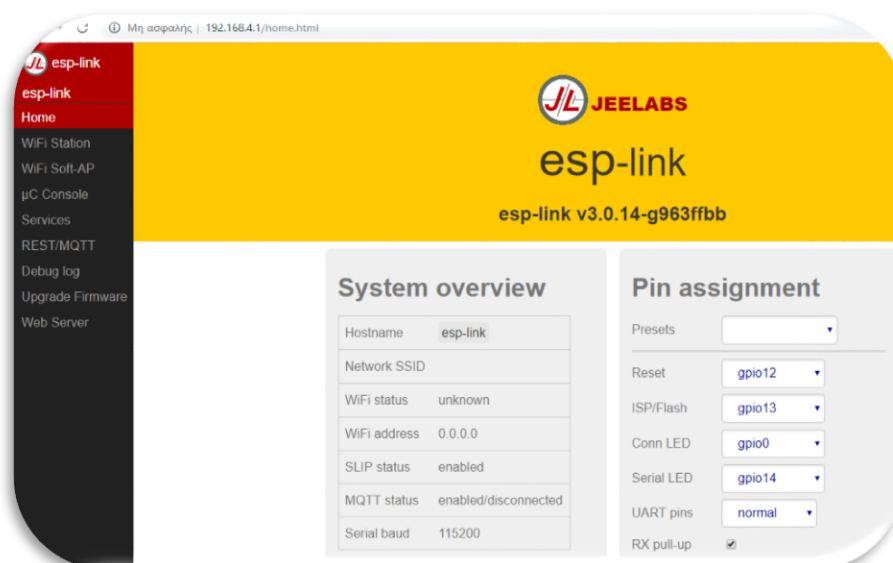 Μη ασφαλής | 192.168.4.1/home.html
JL esp-link
esp-link
Home
WiFi Station
WiFi Soft-AP
µC Console
Services
REST/MQTT
Debug log
Upgrade Firmware
Web Server
JL JEELABS
esp-link
esp-link v3.0.14-g963ffbb
System overview
Hostname esp-link
Network SSID
WiFi status unknown
WiFi address 0.0.0.0
SLIP status enabled
MQTT status enabled/disconnected
Serial baud 115200
Pin assignment
Presets
Reset gpio12
ISP/Flash gpio13
Conn LED gpio0
Serial LED gpio14
UART pins normal
RX pull-up